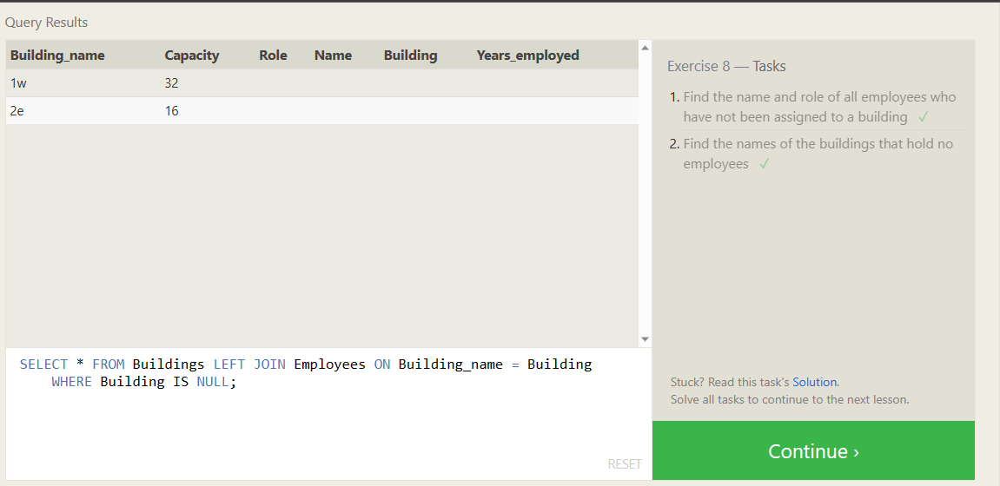 Query Results
Building_name Capacity Role Name Building Years_employed
1w 32
2e 16
SELECT * FROM Buildings LEFT JOIN Employees ON Building_name = Building
WHERE Building IS NULL;
RESET
Exercise 8 — Tasks
1. Find the name and role of all employees who
have not been assigned to a building ✓
2. Find the names of the buildings that hold no
employees ✓
Stuck? Read this task's Solution.
Solve all tasks to continue to the next lesson.
Continue ›